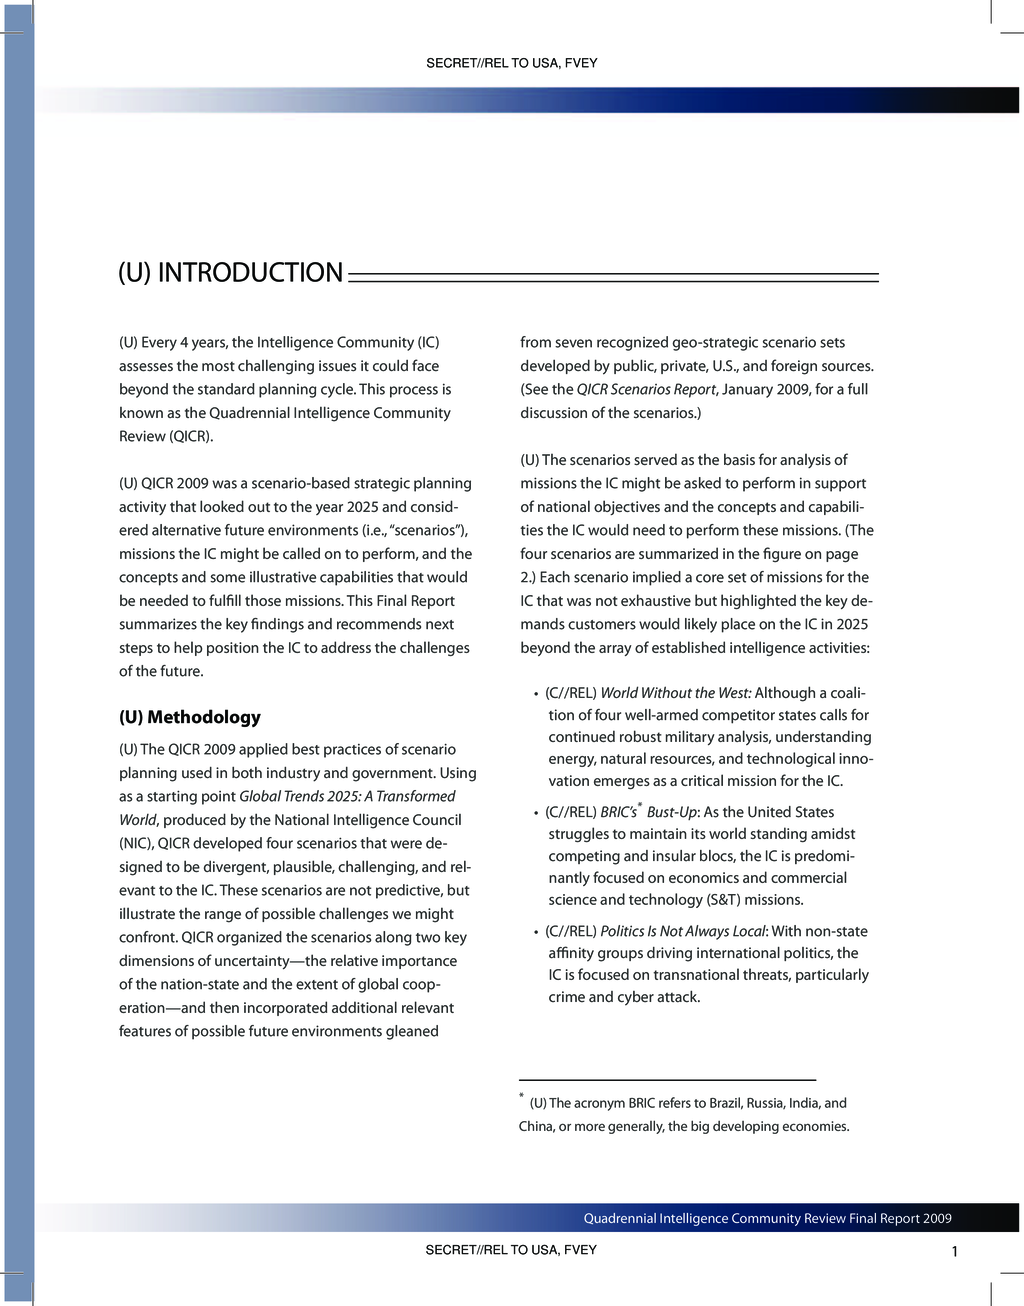 SECRET//REL TO USA, FVEY
(U) INTRODUCTION
(U) Every 4 years, the Intelligence Community (IC)
assesses the most challenging issues it could face
beyond the standard planning cycle. This process is
known as the Quadrennial Intelligence Community
Review (QICR).
(U) QICR 2009 was a scenario-based strategic planning
activity that looked out to the year 2025 and consid-
ered alternative future environments (i.e., “scenarios”),
missions the IC might be called on to perform, and the
concepts and some illustrative capabilities that would
be needed to fulfill those missions. This Final Report
summarizes the key findings and recommends next
steps to help position the IC to address the challenges
of the future.
(U) Methodology
(U) The QICR 2009 applied best practices of scenario
planning used in both industry and government. Using
as a starting point Global Trends 2025: A Transformed
World, produced by the National Intelligence Council
(NIC), QICR developed four scenarios that were de-
signed to be divergent, plausible, challenging, and rel-
evant to the IC. These scenarios are not predictive, but
illustrate the range of possible challenges we might
confront. QICR organized the scenarios along two key
dimensions of uncertainty—the relative importance
of the nation-state and the extent of global coop-
eration—and then incorporated additional relevant
features of possible future environments gleaned
from seven recognized geo-strategic scenario sets
developed by public, private, U.S., and foreign sources.
(See the QICR Scenarios Report, January 2009, for a full
discussion of the scenarios.)
(U) The scenarios served as the basis for analysis of
missions the IC might be asked to perform in support
of national objectives and the concepts and capabili-
ties the IC would need to perform these missions. (The
four scenarios are summarized in the figure on page
2.) Each scenario implied a core set of missions for the
IC that was not exhaustive but highlighted the key de-
mands customers would likely place on the IC in 2025
beyond the array of established intelligence activities:
• (C//REL) World Without the West: Although a coali-
tion of four well-armed competitor states calls for
continued robust military analysis, understanding
energy, natural resources, and technological inno-
vation emerges as a critical mission for the IC.
• (C//REL) BRIC’s* Bust-Up: As the United States
struggles to maintain its world standing amidst
competing and insular blocs, the IC is predomi-
nantly focused on economics and commercial
science and technology (S&T) missions.
• (C//REL) Politics Is Not Always Local: With non-state
affinity groups driving international politics, the
IC is focused on transnational threats, particularly
crime and cyber attack.
* (U) The acronym BRIC refers to Brazil, Russia, India, and
China, or more generally, the big developing economies.
Quadrennial Intelligence Community Review Final Report 2009
SECRET//REL TO USA, FVEY
1